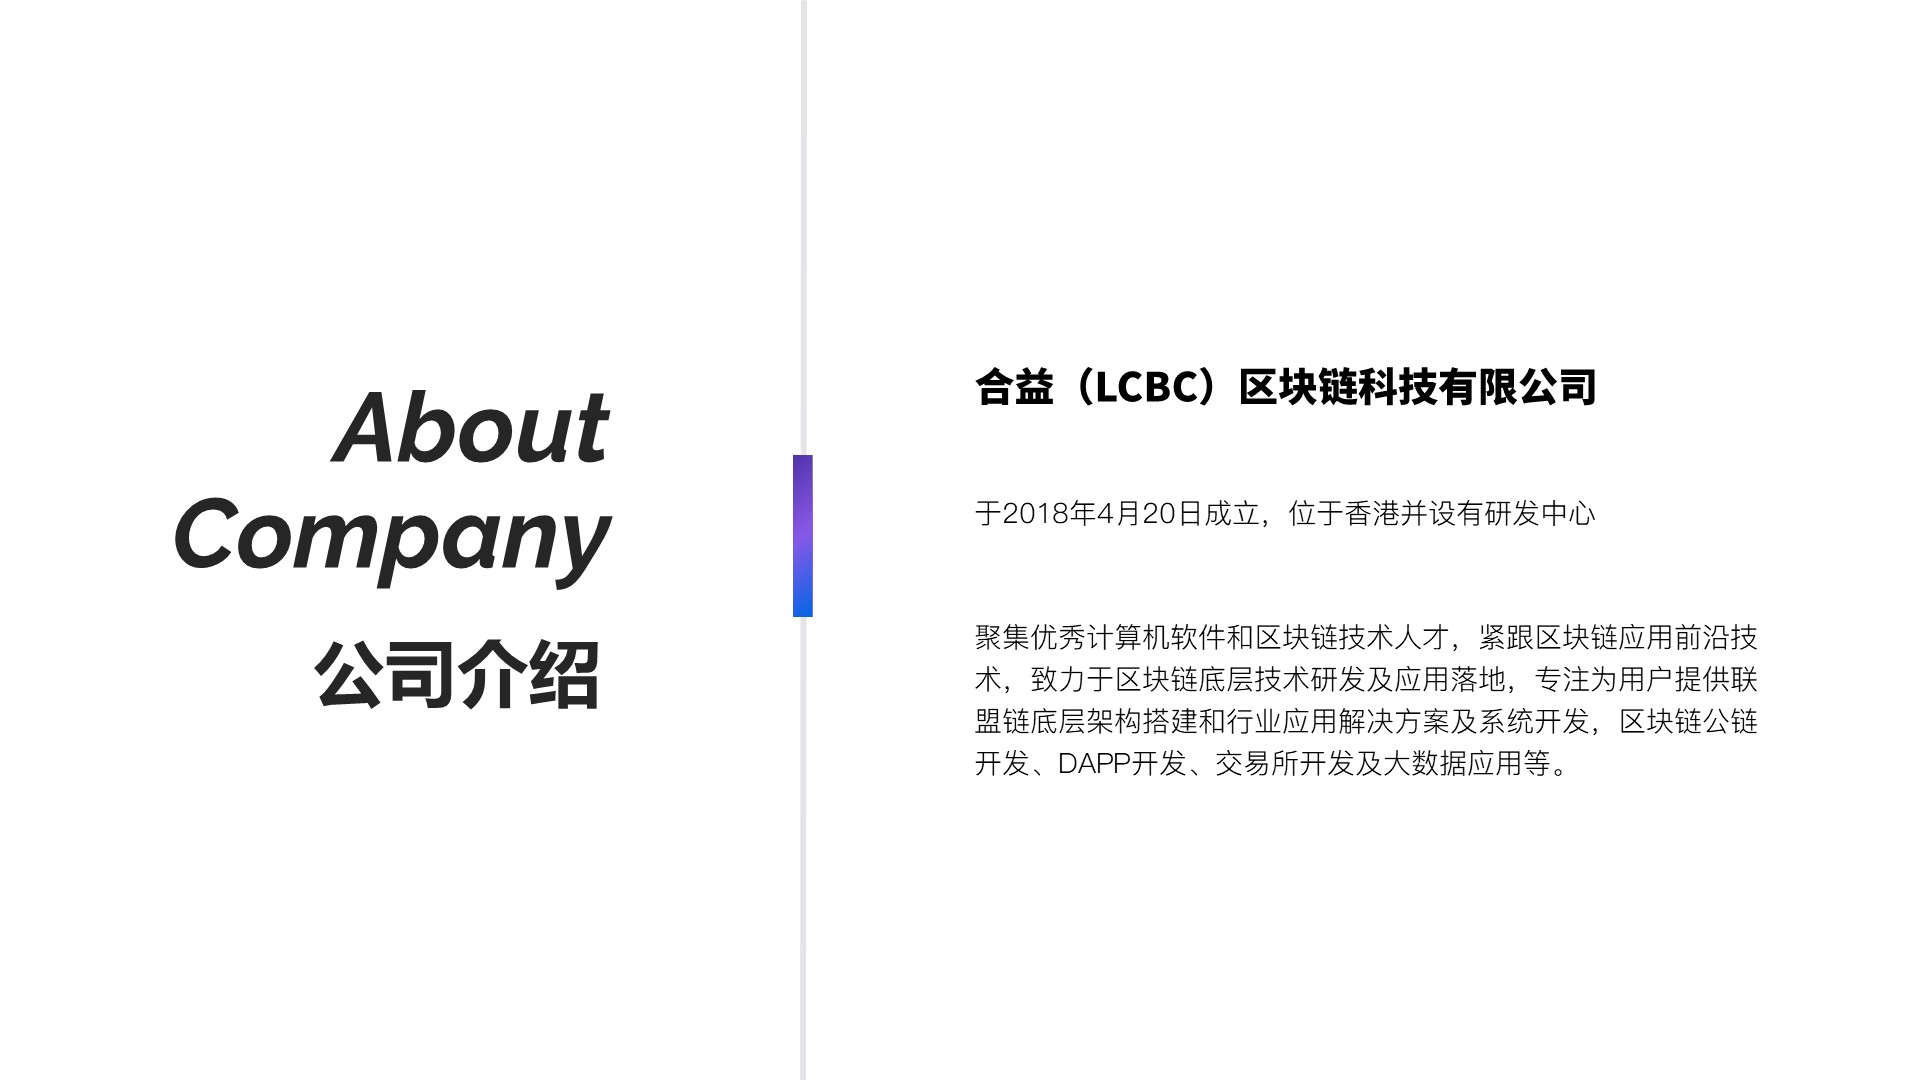 About
Company
公司介绍
合益（LCBC）区块链科技有限公司
于2018年4月20日成立，位于香港并设有研发中心
聚集优秀计算机软件和区块链技术人才，紧跟区块链应用前沿技
术，致力于区块链底层技术研发及应用落地，专注为用户提供联
盟链底层架构搭建和行业应用解决方案及系统开发，区块链公链
开发、DAPP开发、交易所开发及大数据应用等。